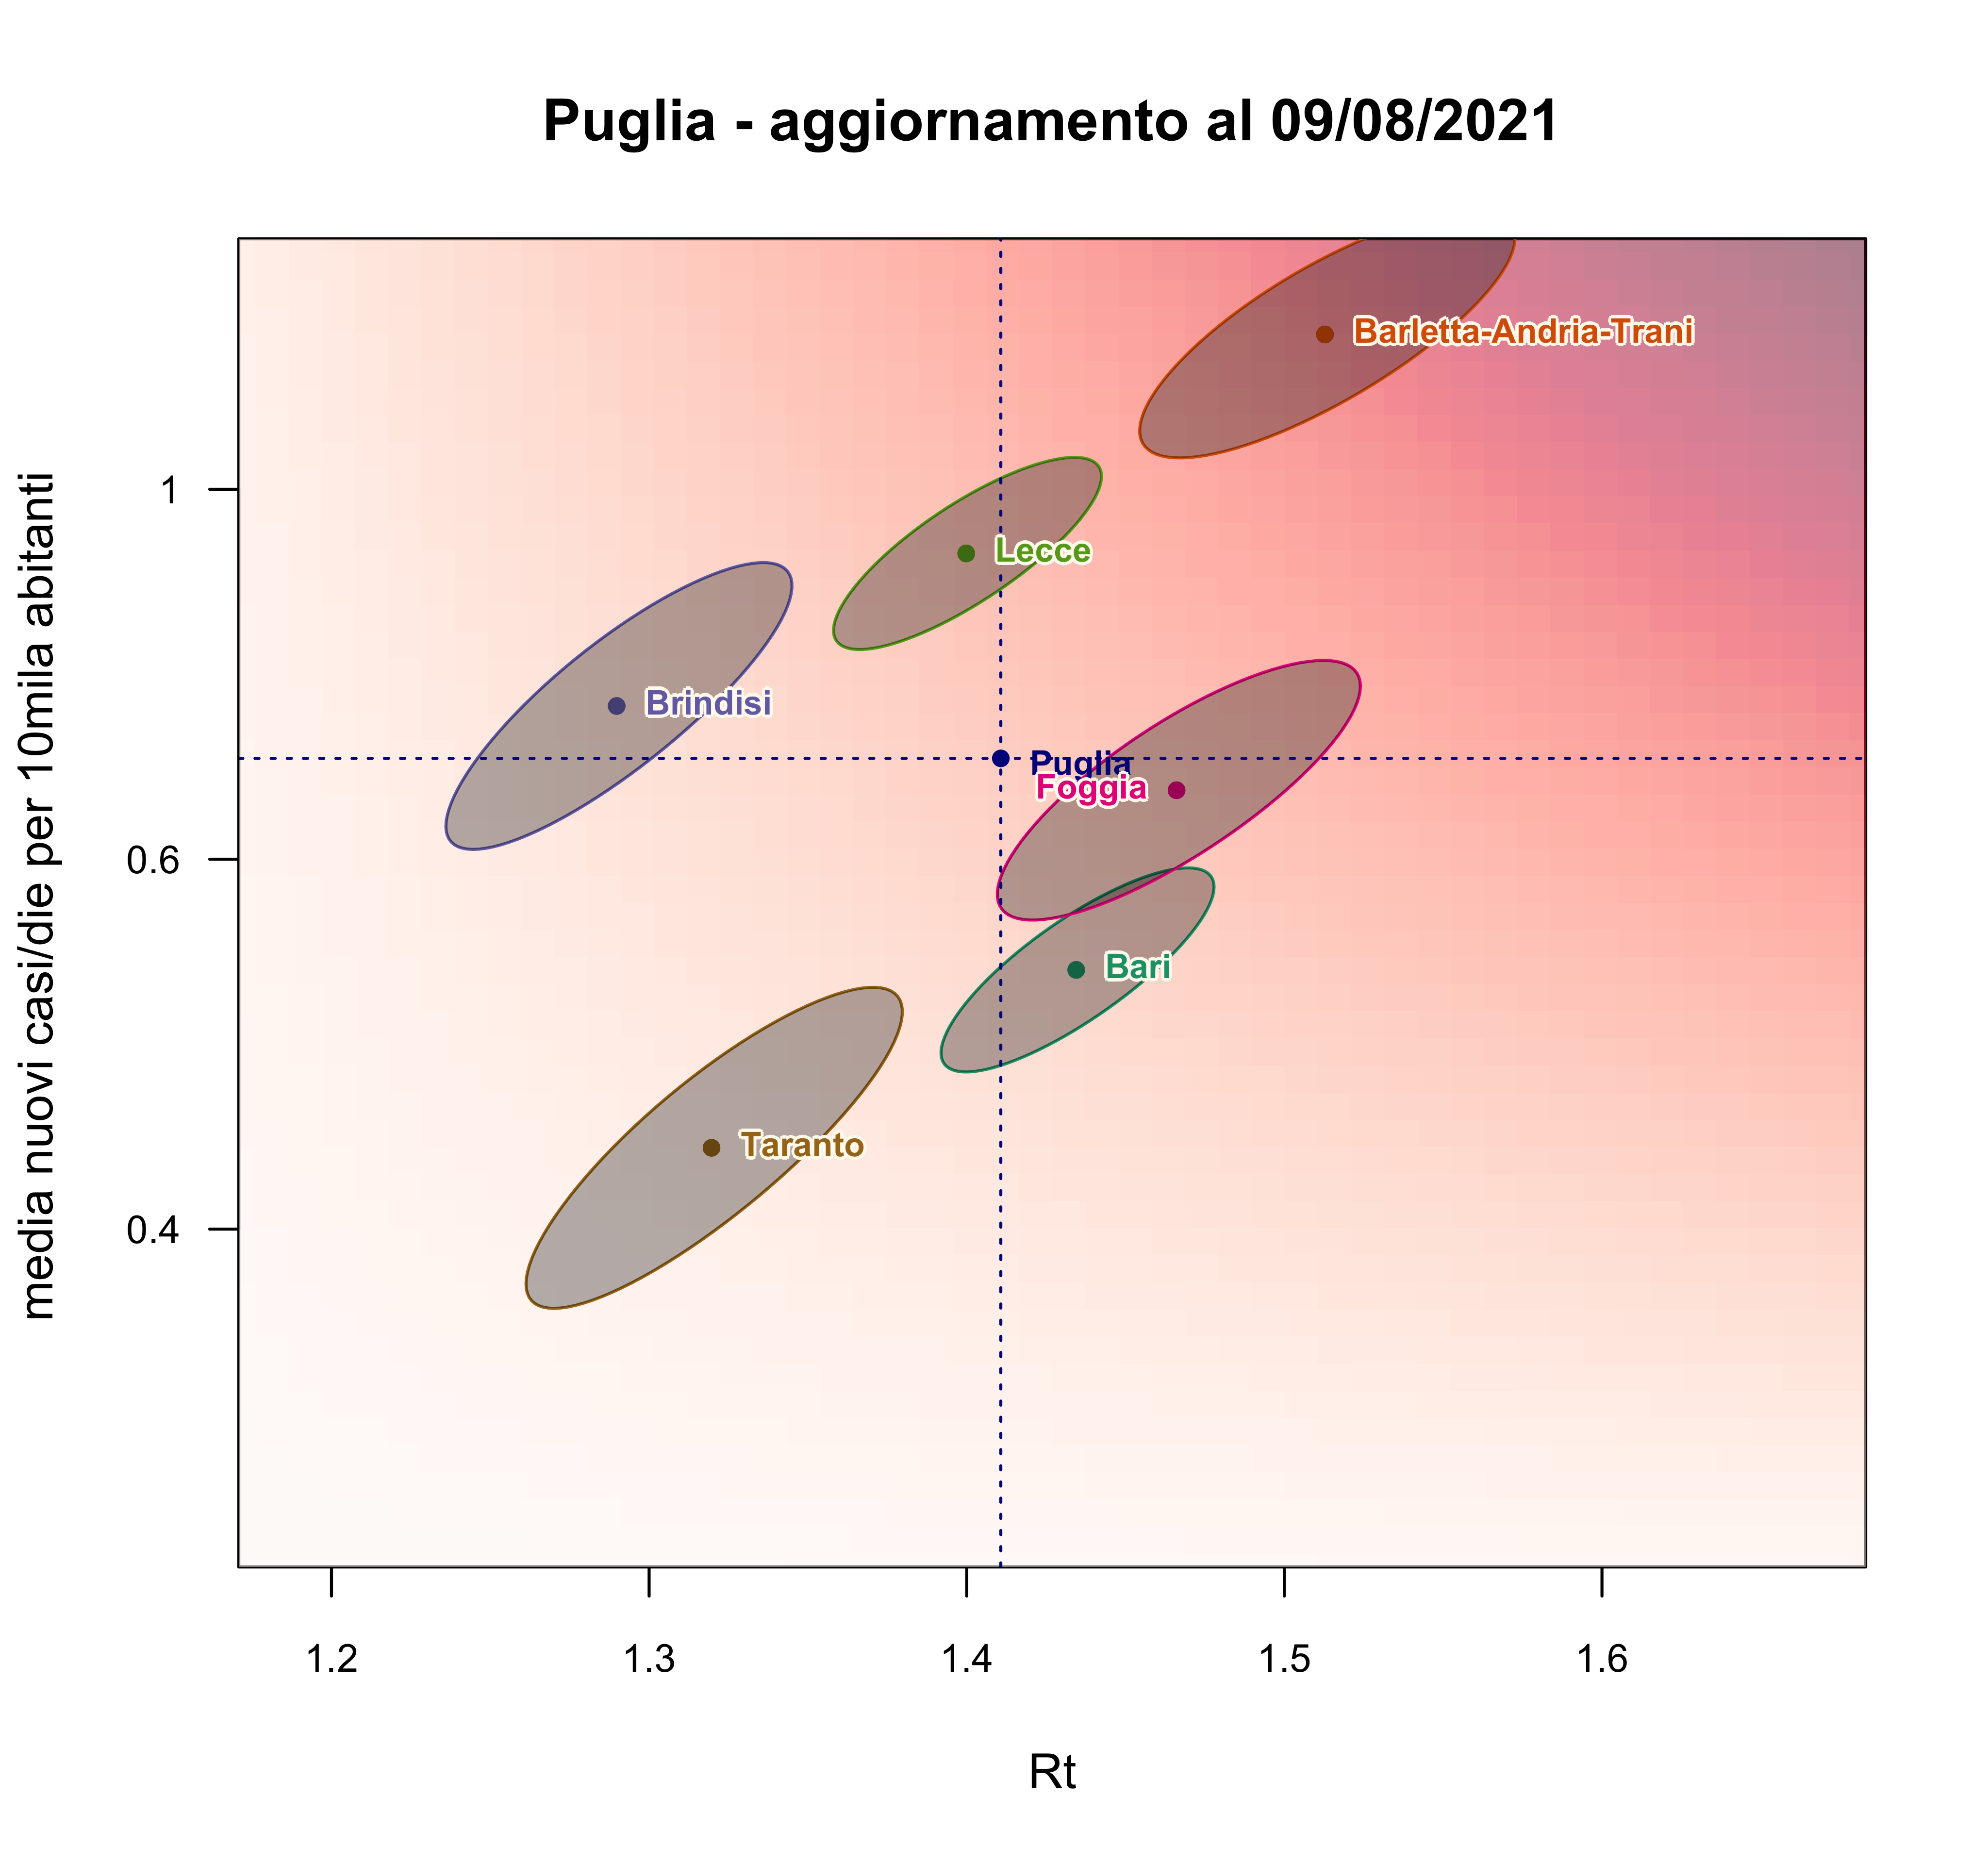 Puglia - aggiornamento al 09/08/2021
media nuovi casi/die per 10mila abitanti
1
0.6
0.4
Barletta-Andria-Trani
Lecce
Brindisi
Puglia
Foggia
Bari
Taranto
1.2 1.3 1.4 1.5 1.6
Rt